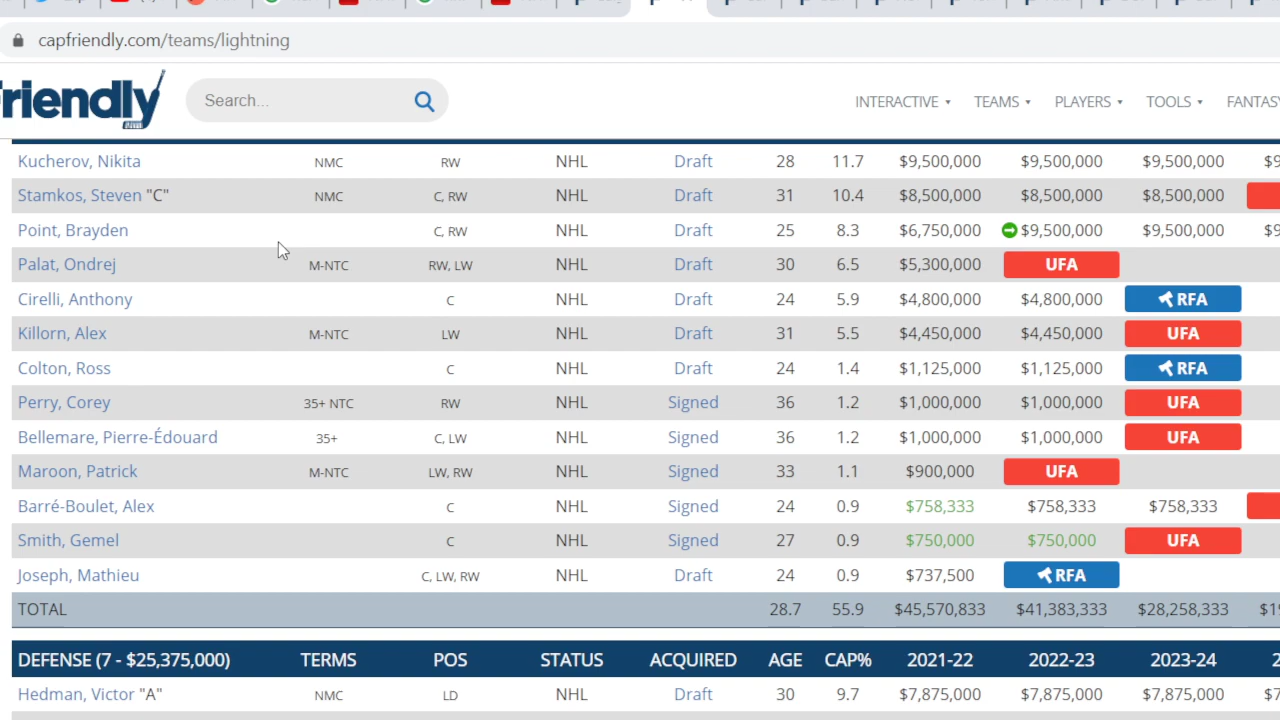 capfriendly.com/teams/lightning
friendly Search... INTERACTIVE TEAMS PLAYERS TOOLS FANTASY
Kucherov, Nikita NMC RW NHL Draft 28 11.7 $9,500,000 $9,500,000 $9,500,000 $9
Stamkos, Steven "C" NMC C, RW NHL Draft 31 10.4 $8,500,000 $8,500,000 $8,500,000
Point, Brayden C, RW NHL Draft 25 8.3 $6,750,000 $9,500,000 $9,500,000 $9
Palat, Ondrej M-NTC RW, LW NHL Draft 30 6.5 $5,300,000 UFA
Cirelli, Anthony C NHL Draft 24 5.9 $4,800,000 $4,800,000 RFA
Killorn, Alex M-NTC LW NHL Draft 31 5.5 $4,450,000 $4,450,000 UFA
Colton, Ross C NHL Draft 24 1.4 $1,125,000 $1,125,000 RFA
Perry, Corey 35+ NTC RW NHL Signed 36 1.2 $1,000,000 $1,000,000 UFA
Bellemare, Pierre-Édouard 35+ C, LW NHL Signed 36 1.2 $1,000,000 $1,000,000 UFA
Maroon, Patrick M-NTC LW, RW NHL Signed 33 1.1 $900,000 UFA
Barré-Boulet, Alex C NHL Signed 24 0.9 $758,333 $758,333 $758,333
Smith, Gemel C NHL Signed 27 0.9 $750,000 $750,000 UFA
Joseph, Mathieu C, LW, RW NHL Draft 24 0.9 $737,500 RFA
TOTAL 28.7 55.9 $45,570,833 $41,383,333 $28,258,333 $19
DEFENSE (7 - $25,375,000) TERMS POS STATUS ACQUIRED AGE CAP% 2021-22 2022-23 2023-24 2
Hedman, Victor "A" NMC LD NHL Draft 30 9.7 $7,875,000 $7,875,000 $7,875,000 $7